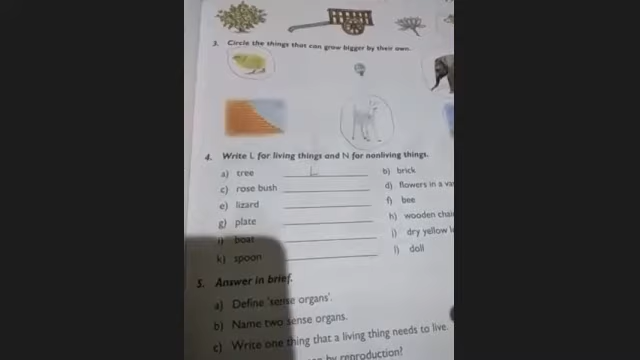 3. Circle the things that can grow bigger by their own.
4. Write L for living things and N for nonliving things.
a) tree L b) brick
c) rose bush d) flowers in a
e) lizard f) bee
g) plate h) wooden
i) boat j) dry yellow
k) spoon l) doll
5. Answer in brief.
a) Define 'sense organs'.
b) Name two sense organs.
c) Write one thing that a living thing needs to live.
by reproduction?